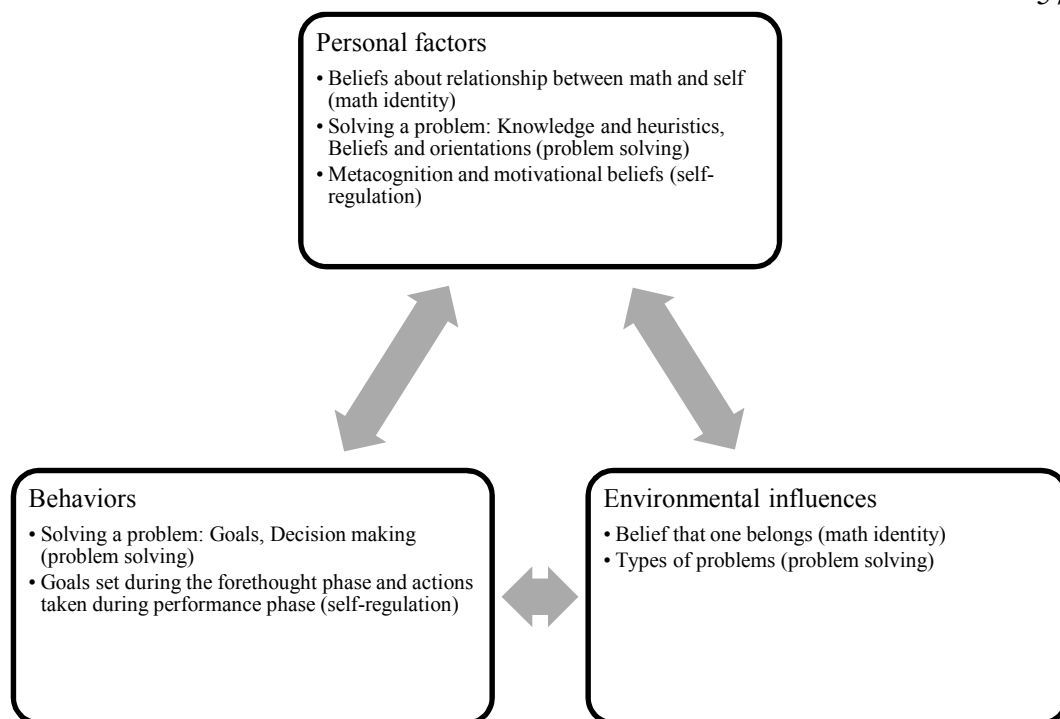 Personal factors
• Beliefs about relationship between math and self
(math identity)
• Solving a problem: Knowledge and heuristics,
Beliefs and orientations (problem solving)
• Metacognition and motivational beliefs (self-
regulation)
Behaviors
• Solving a problem: Goals, Decision making
(problem solving)
• Goals set during the forethought phase and actions
taken during performance phase (self-regulation)
Environmental influences
• Belief that one belongs (math identity)
• Types of problems (problem solving)